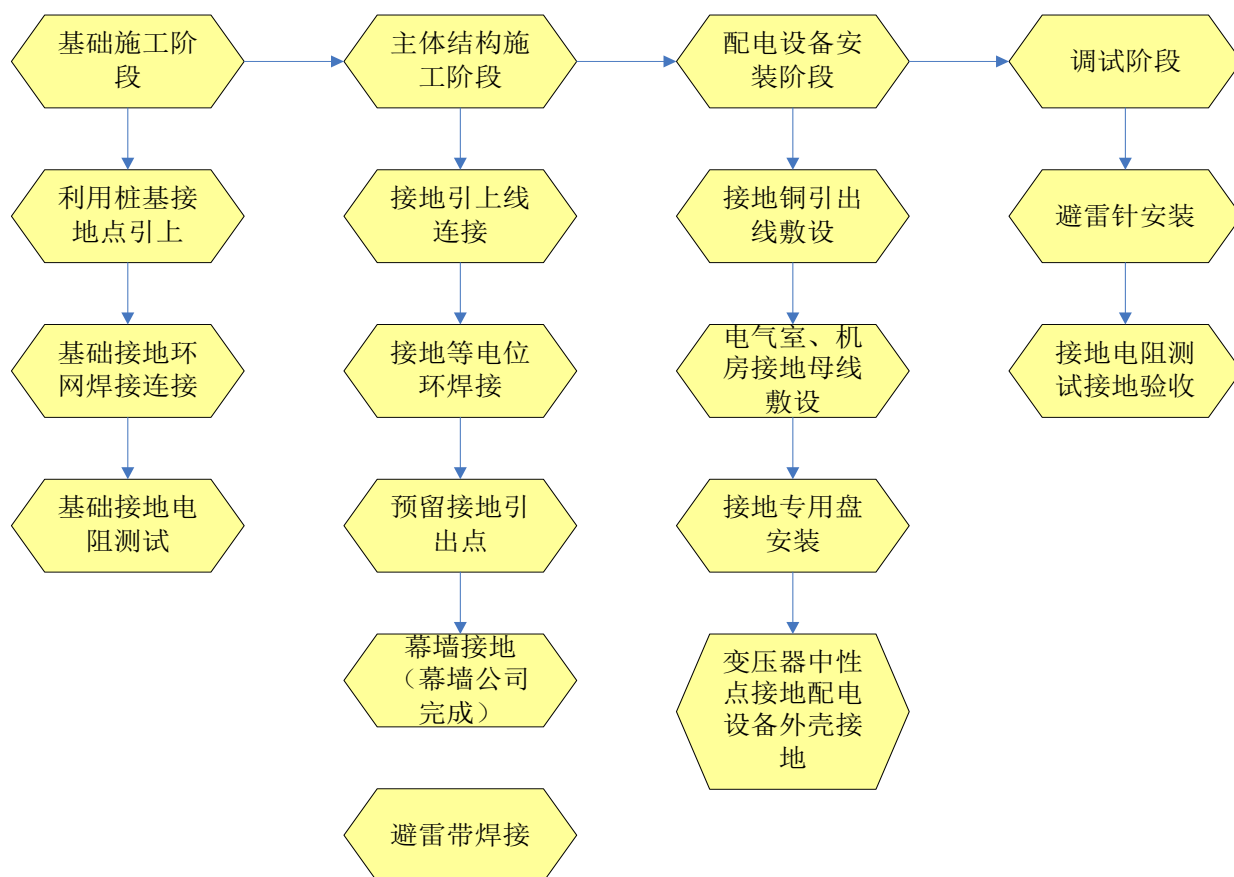 基础施工阶
段
主体结构施
工阶段
配电设备安
装阶段
调试阶段
利用桩基接
地点引上
接地引上线
连接
接地铜引出
线敷设
避雷针安装
基础接地环
网焊接连接
接地等电位
环焊接
电气室、机
房接地母线
敷设
接地电阻测
试接地验收
基础接地电
阻测试
预留接地引
出点
接地专用盘
安装
幕墙接地
（幕墙公司
完成）
变压器中性
点接地配电
设备外壳接
地
避雷带焊接